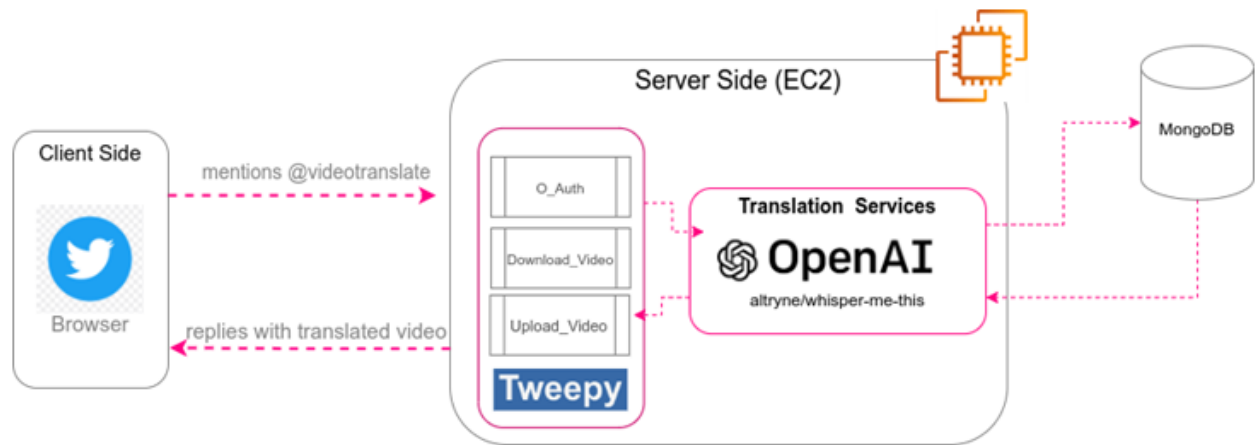 Server Side (EC2)
Client Side
mentions @videotranslate
Browser
replies with translated video
O_Auth
Download_Video
Upload_Video
Tweepy
Translation Services
OpenAI
altryne/whisper-me-this
MongoDB